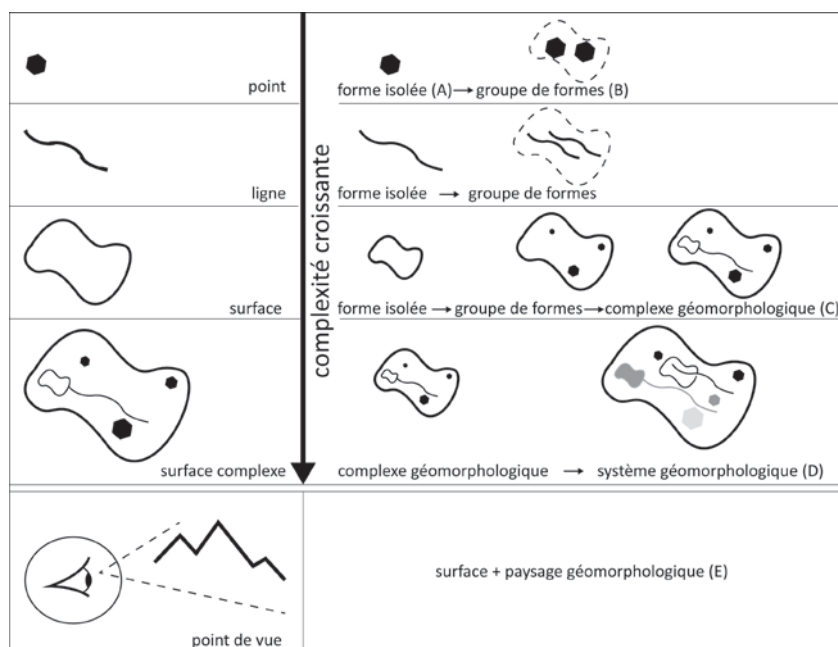 point
forme isolée (A) → groupe de formes (B)
ligne
forme isolée → groupe de formes
complexité croissante
surface
forme isolée → groupe de formes → complexe géomorphologique (C)
surface complexe
complexe géomorphologique → système géomorphologique (D)
point de vue
surface + paysage géomorphologique (E)